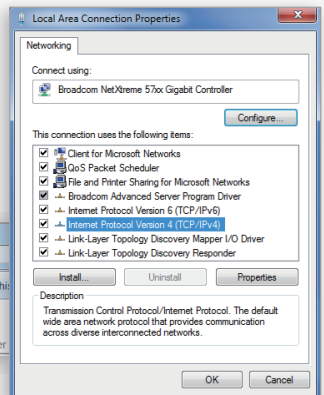 Local Area Connection Properties
Networking
Connect using:
Broadcom NetXtreme 57xx Gigabit Controller
Configure...
This connection uses the following items:
Client for Microsoft Networks
QoS Packet Scheduler
File and Printer Sharing for Microsoft Networks
Broadcom Advanced Server Program Driver
Internet Protocol Version 6 (TCP/IPv6)
Internet Protocol Version 4 (TCP/IPv4)
Link-Layer Topology Discovery Mapper I/O Driver
Link-Layer Topology Discovery Responder
Install...
Uninstall
Properties
Description
Transmission Control Protocol/Internet Protocol. The default
wide area network protocol that provides communication
across diverse interconnected networks.
OK
Cancel